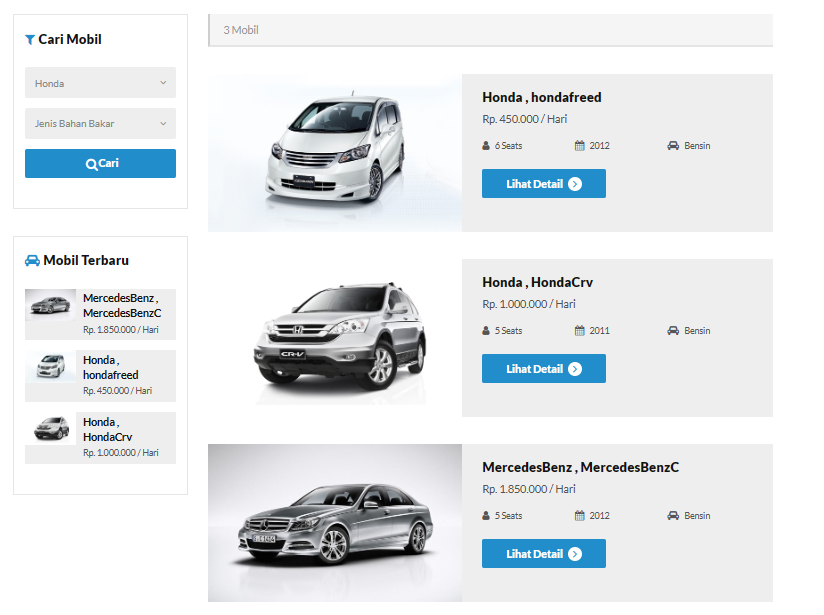 Cari Mobil
Honda
Jenis Bahan Bakar
Cari
Mobil Terbaru
MercedesBenz ,
MercedesBenzC
Rp. 1.850.000 / Hari
Honda ,
hondafreed
Rp. 450.000 / Hari
Honda ,
HondaCrv
Rp. 1.000.000 / Hari
3 Mobil
Honda , hondafreed
Rp. 450.000 / Hari
6 Seats 2012 Bensin
Lihat Detail
CR-V
Honda , HondaCrv
Rp. 1.000.000 / Hari
5 Seats 2011 Bensin
Lihat Detail
MercedesBenz , MercedesBenzC
Rp. 1.850.000 / Hari
5 Seats 2012 Bensin
Lihat Detail